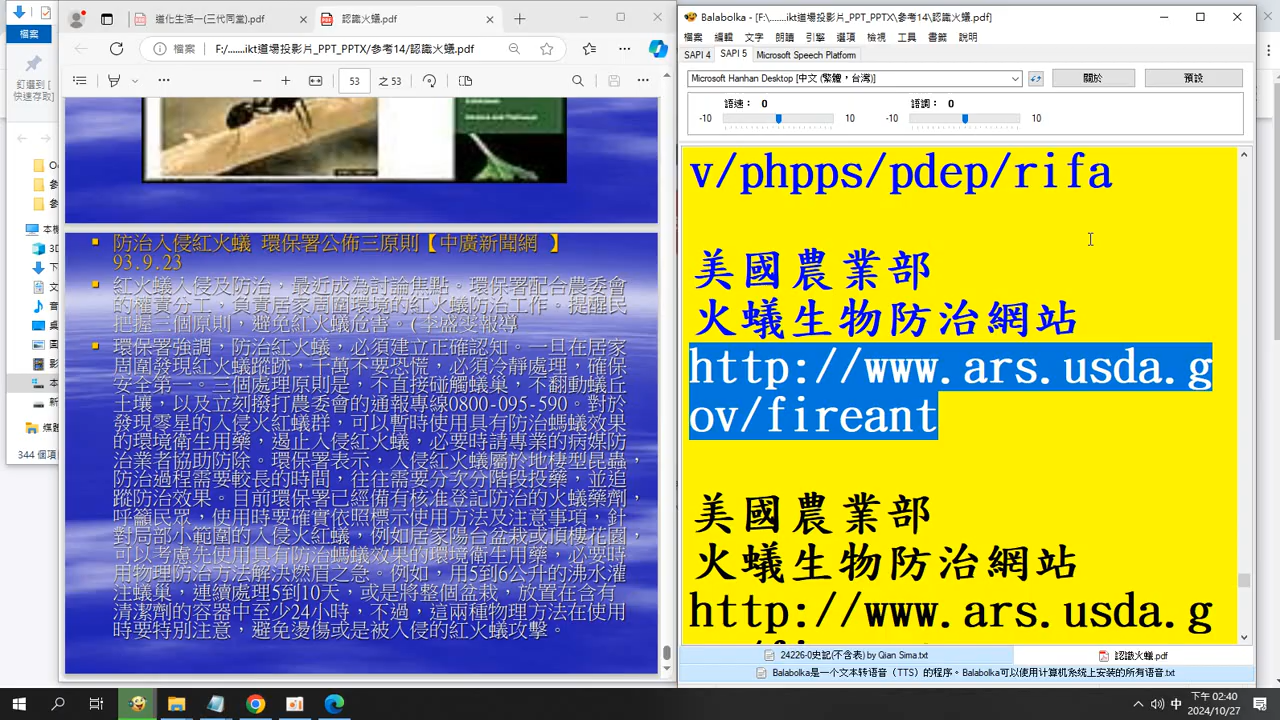 檔案
釘選到 [
快速存取]
344 個項
道化生活一(三代同堂).pdf
認識火蟻.pdf
檔案
F:/......ikt道場投影片_PPT_PPTX/參考14/認識火蟻.pdf
53
之 53
防治入侵紅火蟻 環保署公佈三原則【中廣新聞網 】
93.9.23
紅火蟻入侵及防治，最近成為討論焦點。環保署配合農委會
的權責分工，負責居家周圍環境的紅火蟻防治工作。提醒民
把握三個原則，避免紅火蟻危害。(李盛雯報導
環保署強調，防治紅火蟻，必須建立正確認知。一旦在居家
周圍發現紅火蟻蹤跡，千萬不要恐慌，必須冷靜處理，確保
安全第一。三個處理原則是，不直接碰觸蟻巢，不翻動蟻丘
土壤，以及立刻撥打農委會的通報專線0800-095-590。對於
發現零星的入侵火紅蟻群，可以暫時使用具有防治螞蟻效果
的環境衛生用藥，遏止入侵紅火蟻，必要時請專業的病媒防
治業者協助防除。環保署表示，入侵紅火蟻屬於地棲型昆蟲，
防治過程需要較長的時間，往往需要分次分階段投藥，並追
蹤防治效果。目前環保署已經備有核准登記防治的火蟻藥劑，
呼籲民眾，使用時要確實依照標示使用方法及注意事項，針
對局部小範圍的入侵火紅蟻，例如居家陽台盆栽或頂樓花園，
可以考慮先使用具有防治螞蟻效果的環境衛生用藥，必要時
用物理防治方法解決燃眉之急。例如，用5到6公升的沸水灌
注蟻巢，連續處理5到10天，或是將整個盆栽，放置在含有
清潔劑的容器中至少24小時，不過，這兩種物理方法在使用
時要特別注意，避免燙傷或是被入侵的紅火蟻攻擊。
Balabolka - [F:\...ikt道場投影片_PPT_PPTX\參考14\認識火蟻.pdf]
檔案 編輯 文字 朗讀 引擎 選項 檢視 工具 書籤 說明
SAPI 4 SAPI 5 Microsoft Speech Platform
Microsoft Hanhan Desktop [中文 (繁體，台灣)]
關於
預設
語速： 0
語調： 0
-10 10 -10 10
v/phpps/pdep/rifa
美國農業部
火蟻生物防治網站
http://www.ars.usda.g
ov/fireant
美國農業部
火蟻生物防治網站
http://www.ars.usda.g
24226-0史記(不含表) by Qian Sima.txt
認識火蟻.pdf
Balabolka是一个文本转语音（TTS）的程序。Balabolka可以使用计算机系统上安装的所有语音.txt
中
下午 02:40
2024/10/27